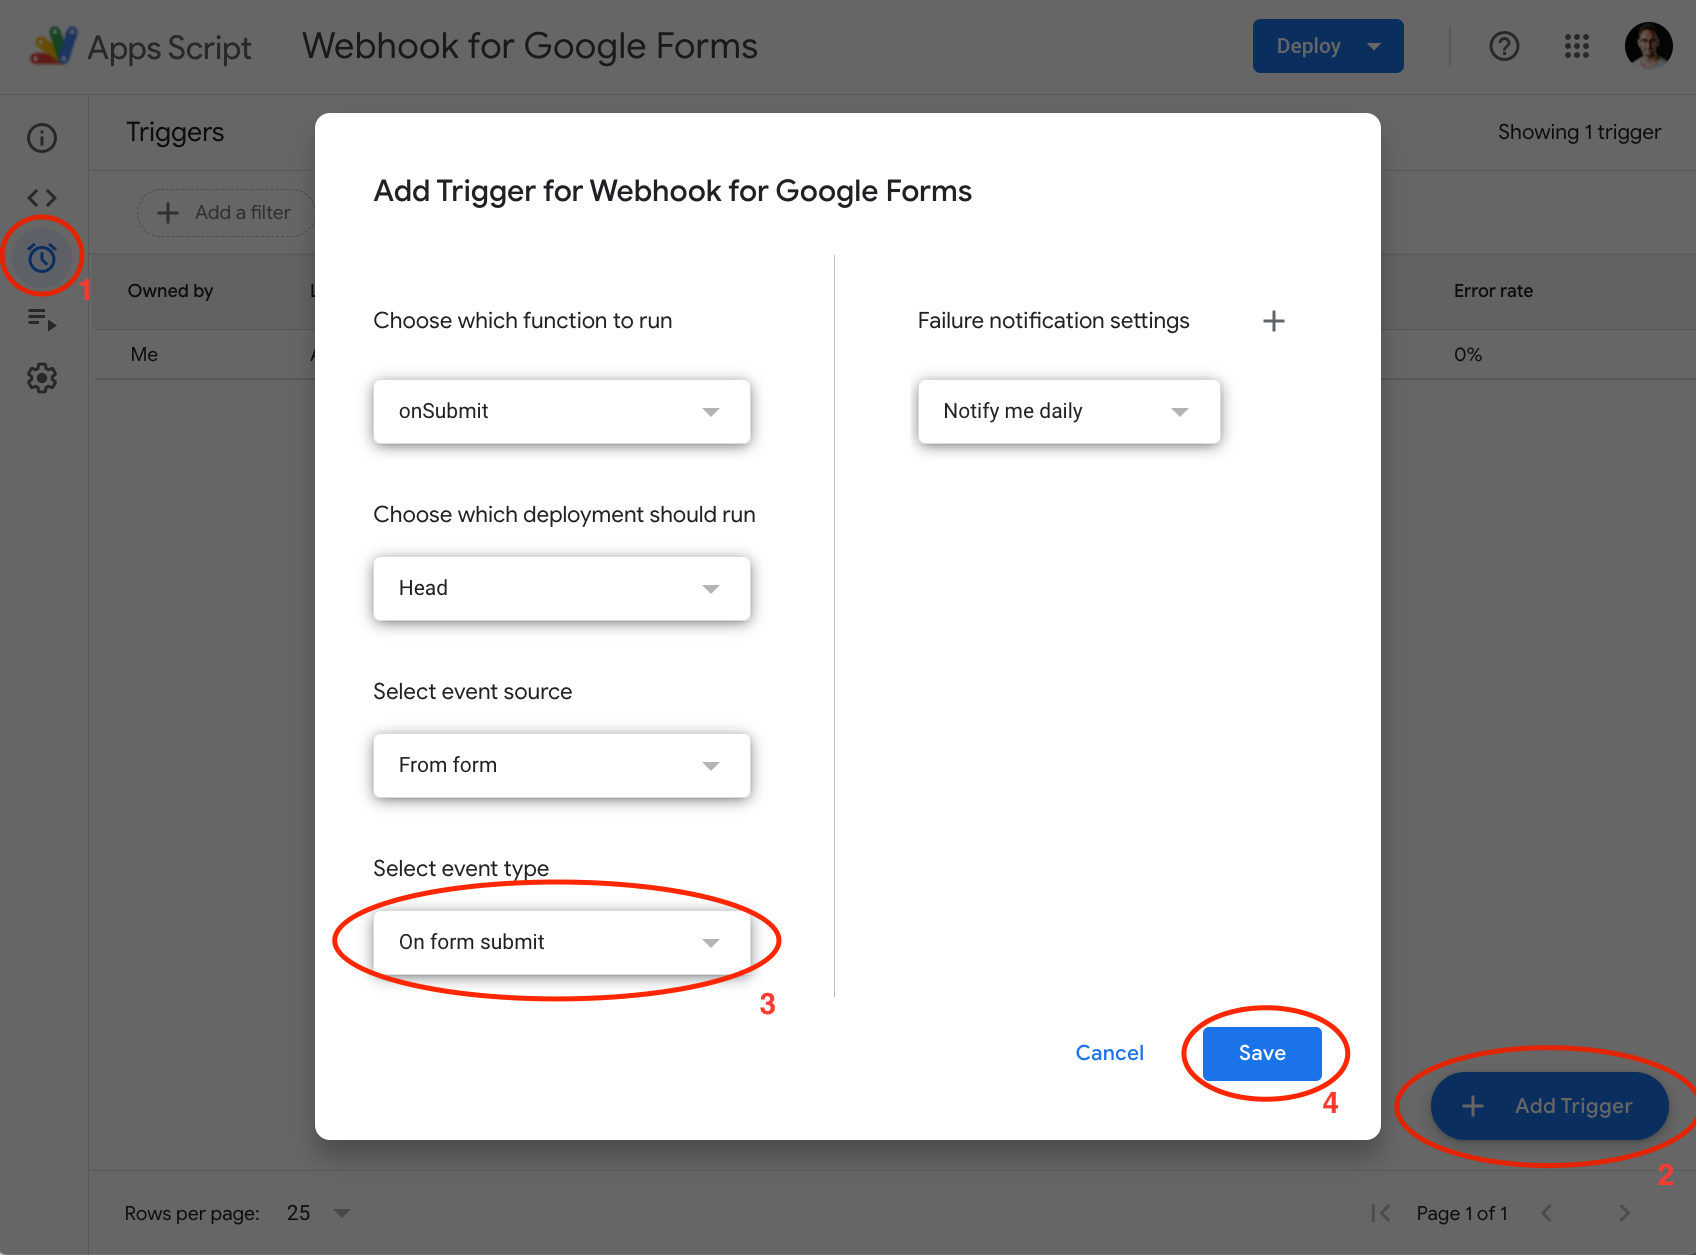 Apps Script
Webhook for Google Forms
Deploy
Triggers
Showing 1 trigger
Add a filter
Owned by
Error rate
Me
0%
1
Add Trigger for Webhook for Google Forms
Choose which function to run
onSubmit
Choose which deployment should run
Head
Select event source
From form
Select event type
On form submit
3
Failure notification settings
Notify me daily
Cancel
Save
4
Add Trigger
2
Rows per page: 25
Page 1 of 1